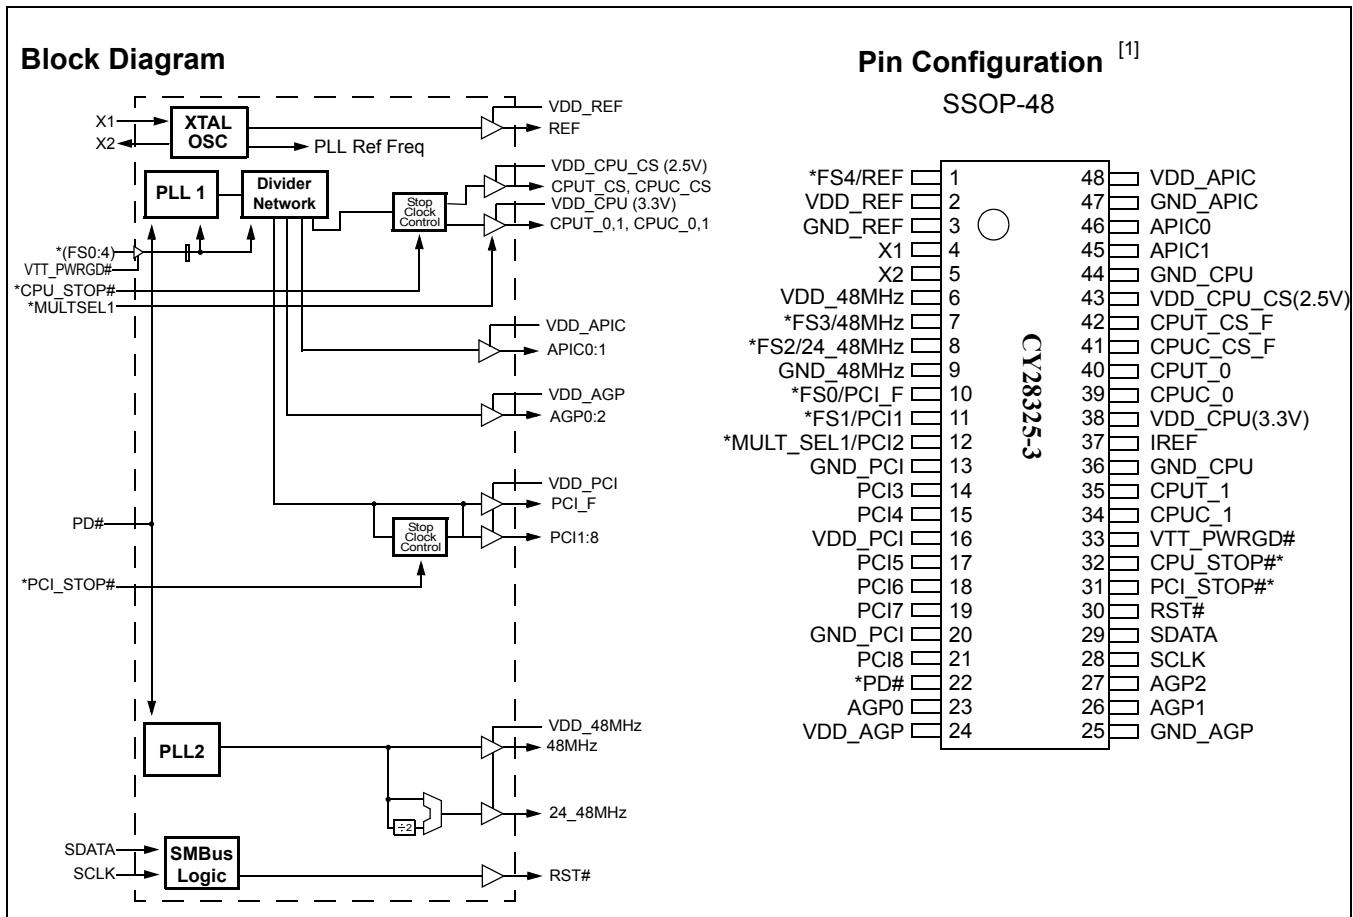 Block Diagram
X1
X2
XTAL
OSC
VDD_REF
REF
PLL Ref Freq
PLL 1
Divider
Network
Stop
Clock
Control
VDD_CPU_CS (2.5V)
CPUT_CS, CPUC_CS
VDD_CPU (3.3V)
CPUT_0,1, CPUC_0,1
*(FS0:4)
VTT_PWRGD#
*CPU_STOP#
*MULTSEL1
VDD_APIC
APIC0:1
VDD_AGP
AGP0:2
VDD_PCI
PCI_F
Stop
Clock
Control
PCI1:8
PD#
*PCI_STOP#
PLL2
VDD_48MHz
48MHz
÷2
24_48MHz
SDATA
SCLK
SMBus
Logic
RST#
Pin Configuration [1]
SSOP-48
CY28325-3
*FS4/REF 1
VDD_REF 2
GND_REF 3
X1 4
X2 5
VDD_48MHz 6
*FS3/48MHz 7
*FS2/24_48MHz 8
GND_48MHz 9
*FS0/PCI_F 10
*FS1/PCI1 11
*MULT_SEL1/PCI2 12
GND_PCI 13
PCI3 14
PCI4 15
VDD_PCI 16
PCI5 17
PCI6 18
PCI7 19
GND_PCI 20
PCI8 21
*PD# 22
AGP0 23
VDD_AGP 24
48 VDD_APIC
47 GND_APIC
46 APIC0
45 APIC1
44 GND_CPU
43 VDD_CPU_CS(2.5V)
42 CPUT_CS_F
41 CPUC_CS_F
40 CPUT_0
39 CPUC_0
38 VDD_CPU(3.3V)
37 IREF
36 GND_CPU
35 CPUT_1
34 CPUC_1
33 VTT_PWRGD#
32 CPU_STOP#*
31 PCI_STOP#*
30 RST#
29 SDATA
28 SCLK
27 AGP2
26 AGP1
25 GND_AGP